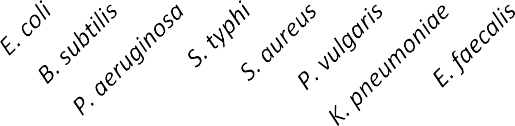 E. coli
B. subtilis
P. aeruginosa
S. typhi
S. aureus
P. vulgaris
K. pneumoniae
E. faecalis